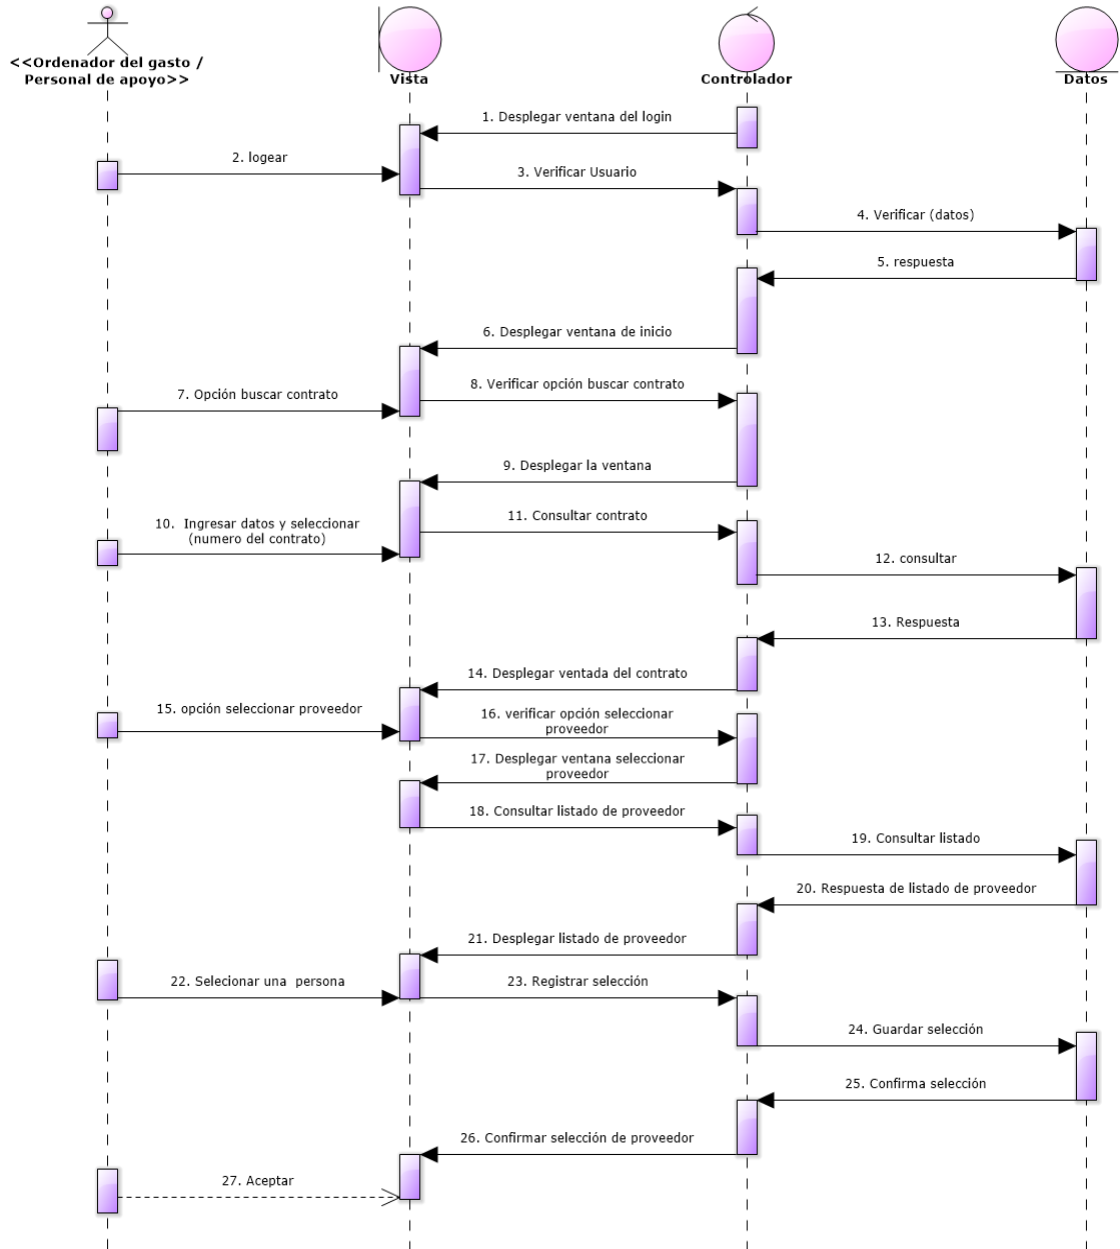 <<Ordenador del gasto /
Personal de apoyo>>
Vista
Controlador
Datos
1. Desplegar ventana del login
2. logear
3. Verificar Usuario
4. Verificar (datos)
5. respuesta
6. Desplegar ventana de inicio
7. Opción buscar contrato
8. Verificar opción buscar contrato
9. Desplegar la ventana
10.  Ingresar datos y seleccionar
(numero del contrato)
11. Consultar contrato
12. consultar
13. Respuesta
14. Desplegar ventada del contrato
15. opción seleccionar proveedor
16. verificar opción seleccionar
proveedor
17. Desplegar ventana seleccionar
proveedor
18. Consultar listado de proveedor
19. Consultar listado
20. Respuesta de listado de proveedor
21. Desplegar listado de proveedor
22. Selecionar una  persona
23. Registrar selección
24. Guardar selección
25. Confirma selección
26. Confirmar selección de proveedor
27. Aceptar